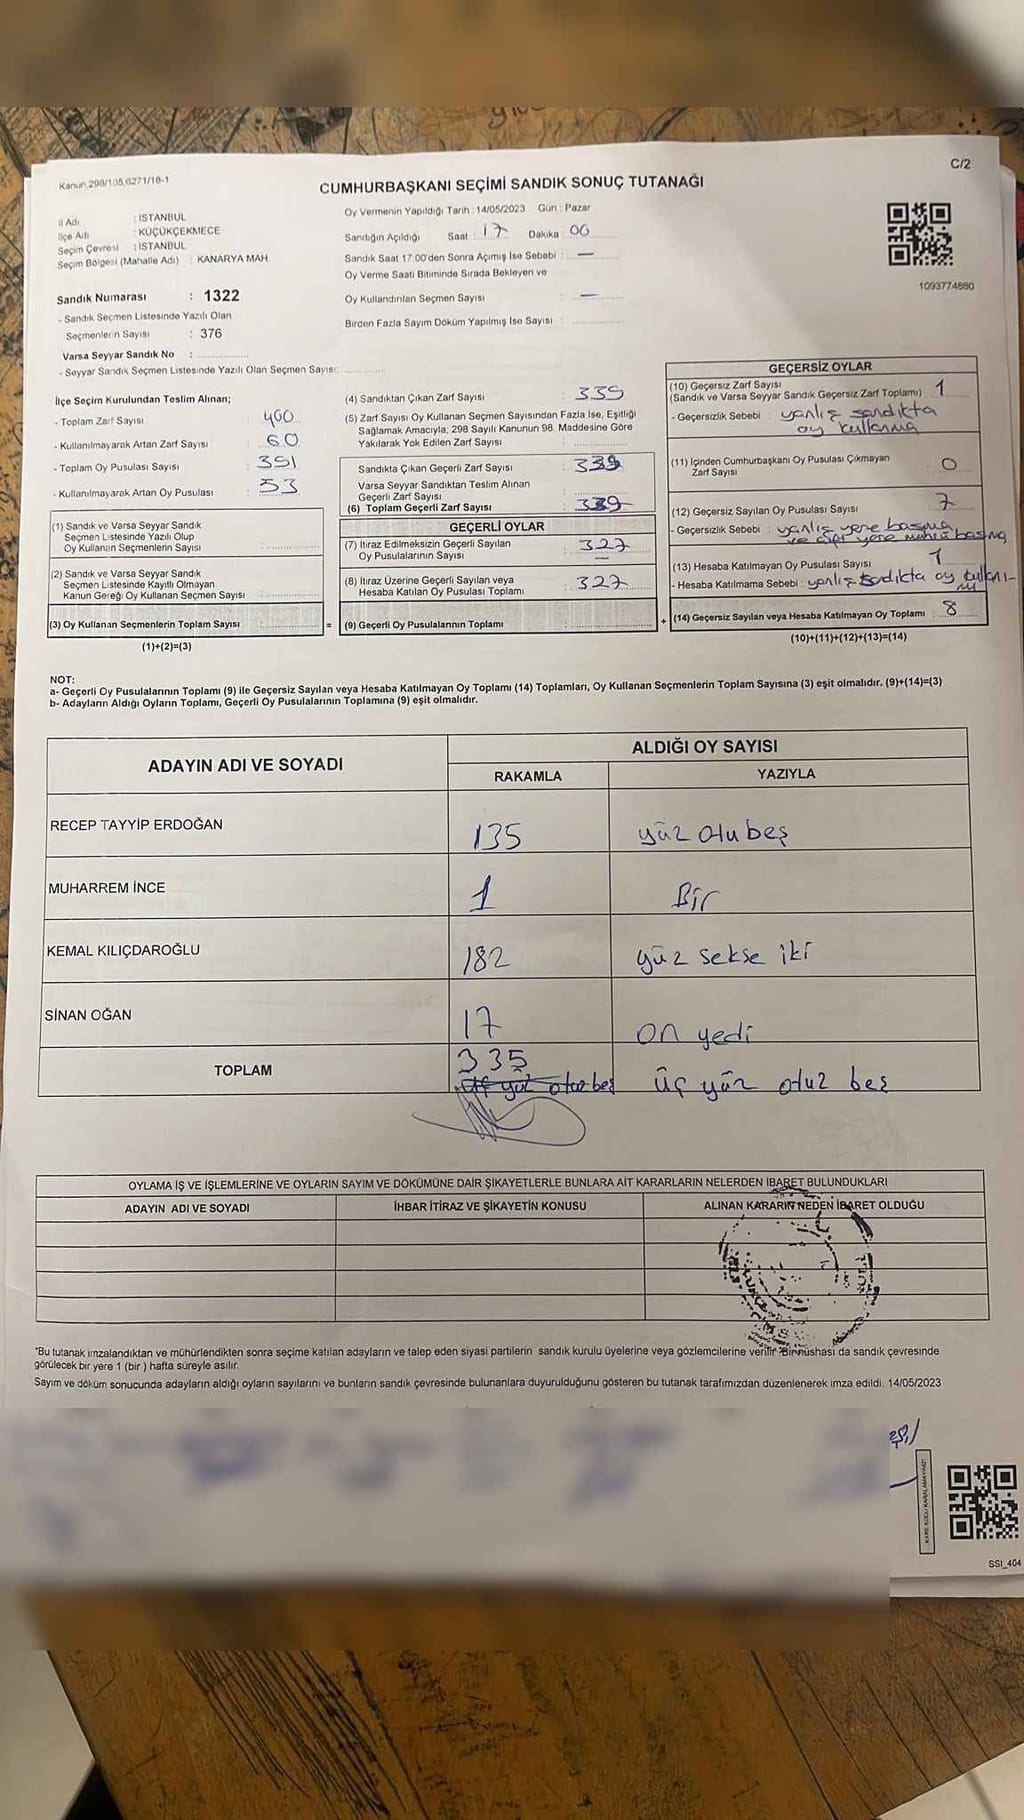 C/2
Kanun,298/105,6271/18-1
CUMHURBAŞKANI SEÇİMİ SANDIK SONUÇ TUTANAĞI
İl Adı : İSTANBUL
İlçe Adı : KÜÇÜKÇEKMECE
Seçim Çevresi : İSTANBUL
Seçim Bölgesi (Mahalle Adı) : KANARYA MAH.
Sandık Numarası : 1322
- Sandık Seçmen Listesinde Yazılı Olan
Seçmenlerin Sayısı : 376
Varsa Seyyar Sandık No :
- Seyyar Sandık Seçmen Listesinde Yazılı Olan Seçmen Sayısı:
Oy Vermenin Yapıldığı Tarih : 14/05/2023 Gün : Pazar
Sandığın Açıldığı Saat : 17 Dakika : 06
Sandık Saat 17:00'den Sonra Açılmış İse Sebebi : —
Oy Verme Saati Bitiminde Sırada Bekleyen ve
Oy Kullandırılan Seçmen Sayısı : —
Birden Fazla Sayım Döküm Yapılmış İse Sayısı :
1093774880
İlçe Seçim Kurulundan Teslim Alınan;
- Toplam Zarf Sayısı : 400
- Kullanılmayarak Artan Zarf Sayısı : 60
- Toplam Oy Pusulası Sayısı : 391
- Kullanılmayarak Artan Oy Pusulası : 53
(1) Sandık ve Varsa Seyyar Sandık
Seçmen Listesinde Yazılı Olup
Oy Kullanan Seçmenlerin Sayısı :
(2) Sandık ve Varsa Seyyar Sandık
Seçmen Listesinde Kayıtlı Olmayan
Kanun Gereği Oy Kullanan Seçmen Sayısı :
(3) Oy Kullanan Seçmenlerin Toplam Sayısı :
(1)+(2)=(3)
(4) Sandıktan Çıkan Zarf Sayısı : 339
(5) Zarf Sayısı Oy Kullanan Seçmen Sayısından Fazla İse, Eşitliği
Sağlamak Amacıyla; 298 Sayılı Kanunun 98. Maddesine Göre
Yakılarak Yok Edilen Zarf Sayısı :
Sandıkta Çıkan Geçerli Zarf Sayısı : 339
Varsa Seyyar Sandıktan Teslim Alınan
Geçerli Zarf Sayısı :
(6) Toplam Geçerli Zarf Sayısı : 339
GEÇERLİ OYLAR
(7) İtiraz Edilmeksizin Geçerli Sayılan
Oy Pusulalarının Sayısı : 327
(8) İtiraz Üzerine Geçerli Sayılan veya
Hesaba Katılan Oy Pusulası Toplamı : 327
= (9) Geçerli Oy Pusulalarının Toplamı :
GEÇERSİZ OYLAR
(10) Geçersiz Zarf Sayısı
(Sandık ve Varsa Seyyar Sandık Geçersiz Zarf Toplamı) : 1
- Geçersizlik Sebebi : yanlış sandıkta
oy kullanma
(11) İçinden Cumhurbaşkanı Oy Pusulası Çıkmayan
Zarf Sayısı : 0
(12) Geçersiz Sayılan Oy Pusulası Sayısı : 7
- Geçersizlik Sebebi : yanlış yere basma
ve çift yere mührü basma
(13) Hesaba Katılmayan Oy Pusulası Sayısı : 1
- Hesaba Katılmama Sebebi : yanlış sandıkta oy kullanı-
mı
+ (14) Geçersiz Sayılan veya Hesaba Katılmayan Oy Toplamı : 8
(10)+(11)+(12)+(13)=(14)
NOT:
a- Geçerli Oy Pusulalarının Toplamı (9) ile Geçersiz Sayılan veya Hesaba Katılmayan Oy Toplamı (14) Toplamları, Oy Kullanan Seçmenlerin Toplam Sayısına (3) eşit olmalıdır. (9)+(14)=(3)
b- Adayların Aldığı Oyların Toplamı, Geçerli Oy Pusulalarının Toplamına (9) eşit olmalıdır.
ADAYIN ADI VE SOYADI
ALDIĞI OY SAYISI
RAKAMLA YAZIYLA
RECEP TAYYİP ERDOĞAN 135 yüz otubeş
MUHARREM İNCE 1 Bir
KEMAL KILIÇDAROĞLU 182 yüz sekse iki
SİNAN OĞAN 17 on yedi
TOPLAM 335 üç yüz otuz beş
üç yüz otuz beş
OYLAMA İŞ VE İŞLEMLERİNE VE OYLARIN SAYIM VE DÖKÜMÜNE DAİR ŞİKAYETLERLE BUNLARA AİT KARARLARIN NELERDEN İBARET BULUNDUKLARI
ADAYIN ADI VE SOYADI İHBAR İTİRAZ VE ŞİKAYETİN KONUSU ALINAN KARARIN NEDEN İBARET OLDUĞU
*Bu tutanak imzalandıktan ve mühürlendikten sonra seçime katılan adayların ve talep eden siyasi partilerin sandık kurulu üyelerine veya gözlemcilerine verilir. Bir nüshası da sandık çevresinde
görülecek bir yere 1 (bir ) hafta süreyle asılır.
Sayım ve döküm sonucunda adayların aldığı oyların sayılarını ve bunların sandık çevresinde bulunanlara duyurulduğunu gösteren bu tutanak tarafımızdan düzenlenerek imza edildi. 14/05/2023
SSI_404